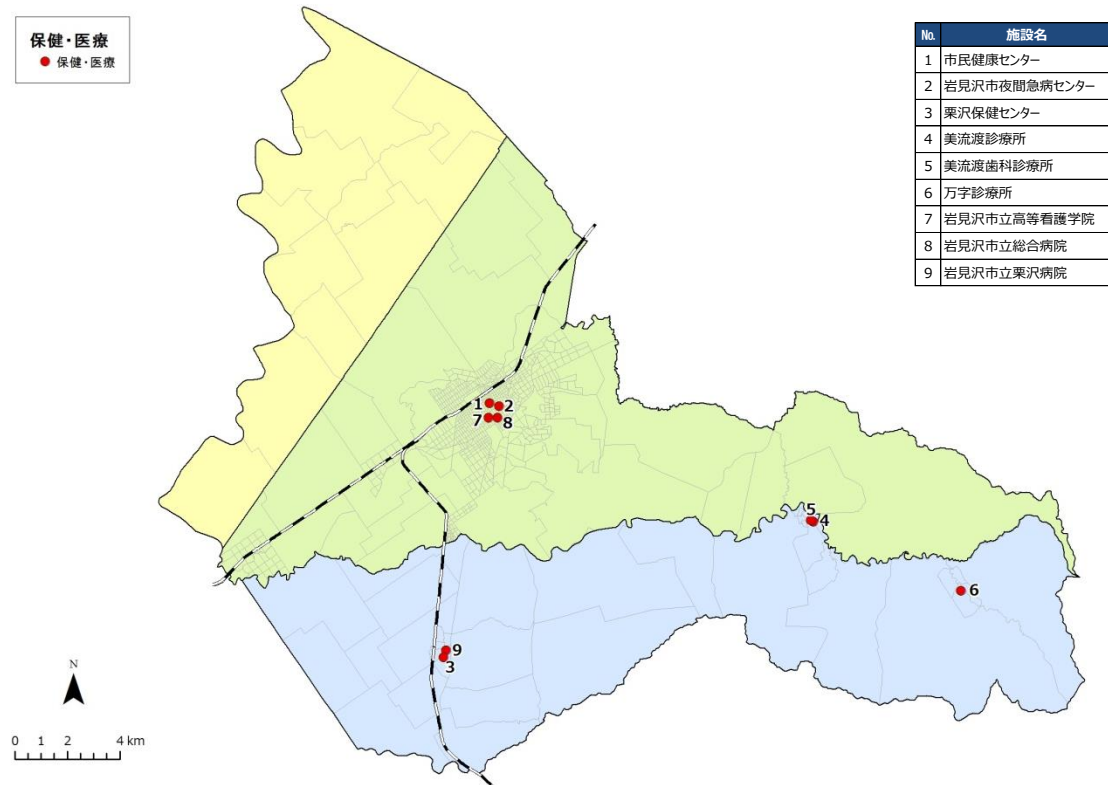 保健・医療
保健・医療
No. 施設名
1 市民健康センター
2 岩見沢市夜間急病センター
3 栗沢保健センター
4 美流渡診療所
5 美流渡歯科診療所
6 万字診療所
7 岩見沢市立高等看護学院
8 岩見沢市立総合病院
9 岩見沢市立栗沢病院
1 2
7 8
5 4
6
9
3
N
0 1 2 4 km